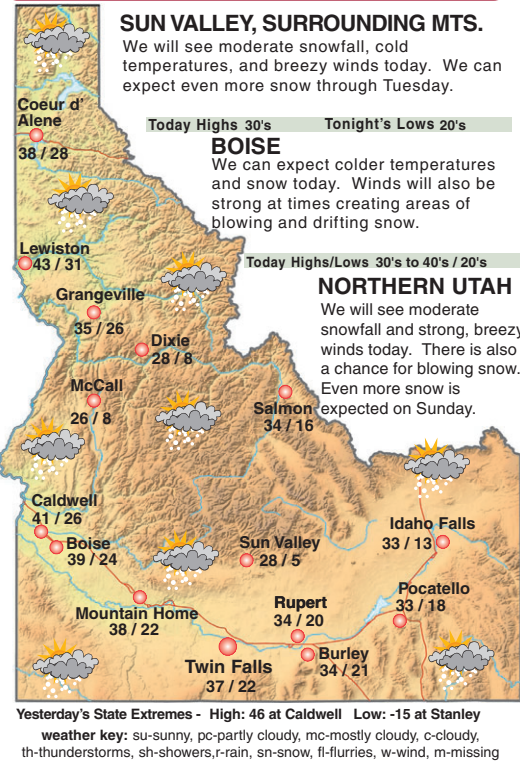 SUN VALLEY, SURROUNDING MTS.
We will see moderate snowfall, cold
temperatures, and breezy winds today. We can
expect even more snow through Tuesday.
Today Highs 30's Tonight's Lows 20's
BOISE
We can expect colder temperatures
and snow today. Winds will also be
strong at times creating areas of
blowing and drifting snow.
Today Highs/Lows 30's to 40's / 20's
NORTHERN UTAH
We will see moderate
snowfall and strong, breezy
winds today. There is also
a chance for blowing snow.
Even more snow is
expected on Sunday.
Coeur d'
Alene
38 / 28
Lewiston
43 / 31
Grangeville
35 / 26
Dixie
28 / 8
McCall
26 / 8
Salmon
34 / 16
Caldwell
41 / 26
Boise
39 / 24
Sun Valley
28 / 5
Idaho Falls
33 / 13
Mountain Home
38 / 22
Rupert
34 / 20
Pocatello
33 / 18
Twin Falls
37 / 22
Burley
34 / 21
Yesterday's State Extremes - High: 46 at Caldwell Low: -15 at Stanley
weather key: su-sunny, pc-partly cloudy, mc-mostly cloudy, c-cloudy,
th-thunderstorms, sh-showers,r-rain, sn-snow, fl-flurries, w-wind, m-missing